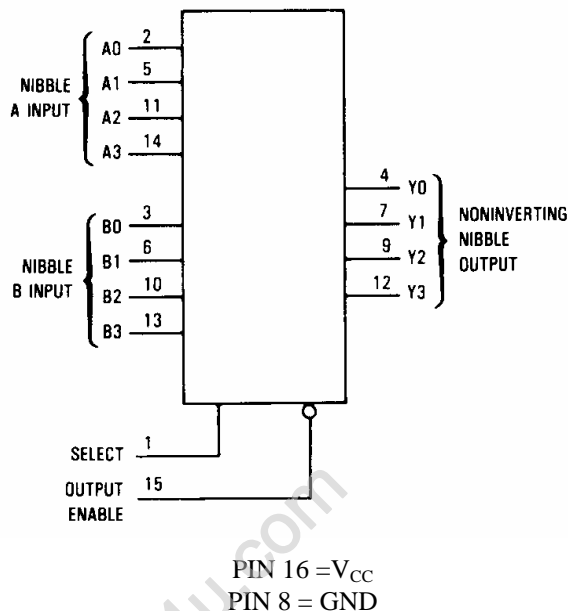 NIBBLE
A INPUT
A0 2
A1 5
A2 11
A3 14
NIBBLE
B INPUT
B0 3
B1 6
B2 10
B3 13
4 Y0
7 Y1
9 Y2
12 Y3
NONINVERTING
NIBBLE
OUTPUT
SELECT 1
OUTPUT 15
ENABLE
PIN 16 =VCC
PIN 8 = GND